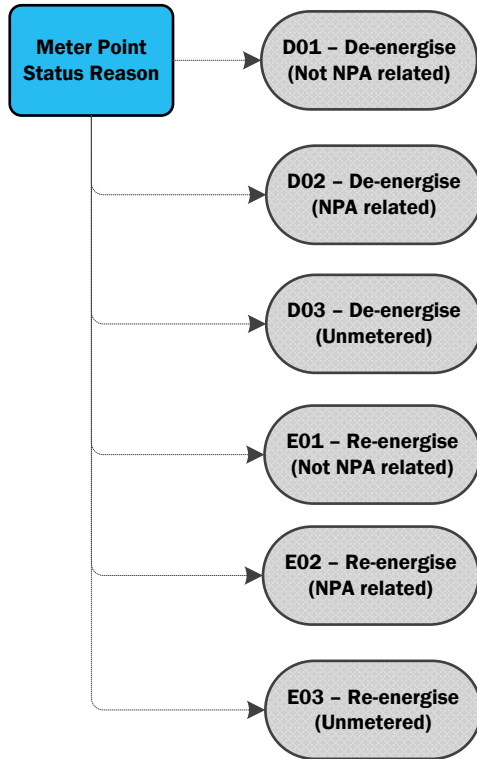 Meter Point
Status Reason
D01 – De-energise
(Not NPA related)
D02 – De-energise
(NPA related)
D03 – De-energise
(Unmetered)
E01 – Re-energise
(Not NPA related)
E02 – Re-energise
(NPA related)
E03 – Re-energise
(Unmetered)